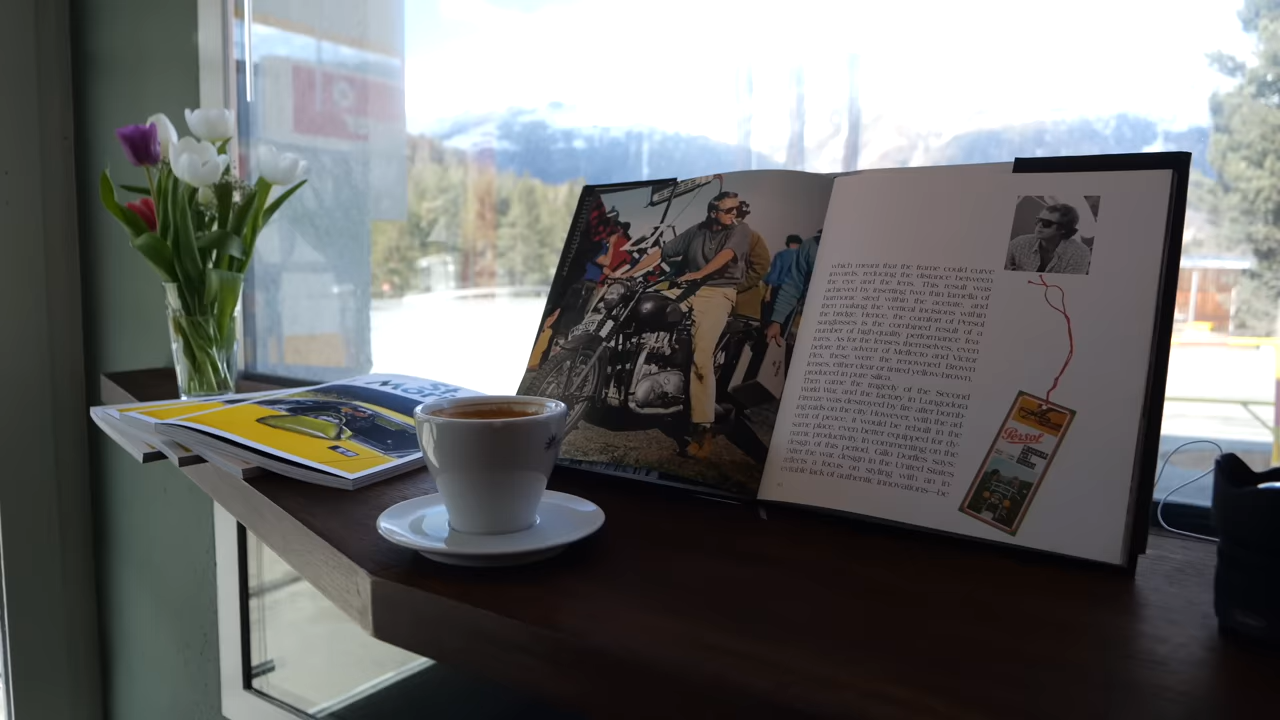 which meant that the frame could curve
inwards, reducing the distance between
the eye and the lens. This result was
achieved by inserting two thin lamella of
harmonic steel within the acetate, and
then making the vertical incisions within
the bridge. Hence, the comfort of Persol
sunglasses is the combined result of a
number of high-quality performance fea-
tures. As for the lenses themselves, even
before the advent of Meflecto and Victor
Flex, these were the renowned Brown
lenses, either clear or tinted yellow-brown,
produced in pure silica.
Then came the tragedy of the Second
World War, and the factory in Lungodora
Firenze was destroyed by fire after bomb-
ing raids on the city. However, with the ad-
vent of peace, it would be rebuilt in the
same place, even better equipped for dy-
namic productivity. In commenting on the
design of this period, Gillo Dorfles says:
"After the war, design in the United States
reflects a focus on styling with an in-
evitable lack of authentic innovations—be
Persol